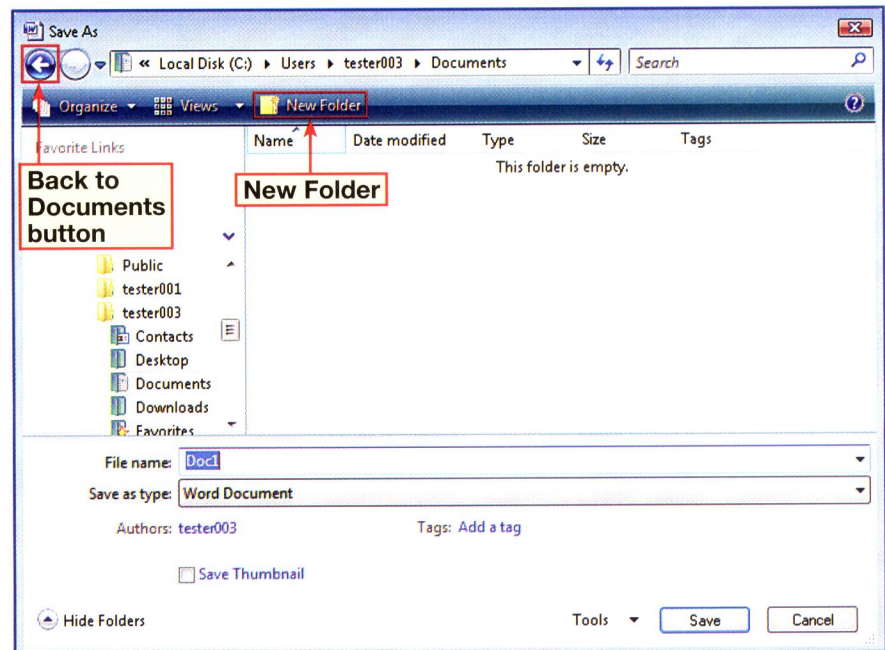 Save As
« Local Disk (C:) ▸ Users ▸ tester003 ▸ Documents
Search
Organize Views New Folder
Favorite Links
Name Date modified Type Size Tags
This folder is empty.
Back to
Documents
button
New Folder
Public
tester001
tester003
Contacts
Desktop
Documents
Downloads
Favorites
File name: Doc1
Save as type: Word Document
Authors: tester003 Tags: Add a tag
Save Thumbnail
Hide Folders Tools Save Cancel